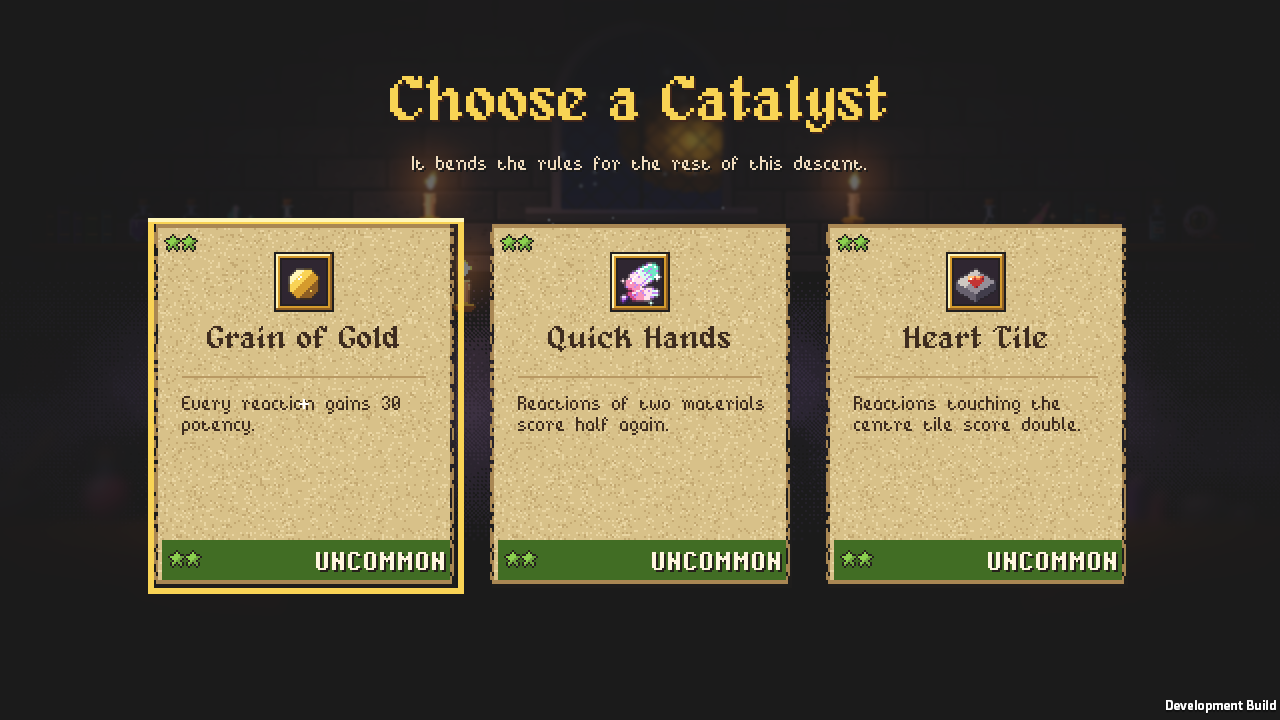 Choose a Catalyst
It bends the rules for the rest of this descent.
Grain of Gold
Every reaction gains 30
potency.
UNCOMMON
Quick Hands
Reactions of two materials
score half again.
UNCOMMON
Heart Tile
Reactions touching the
centre tile score double.
UNCOMMON
Development Build